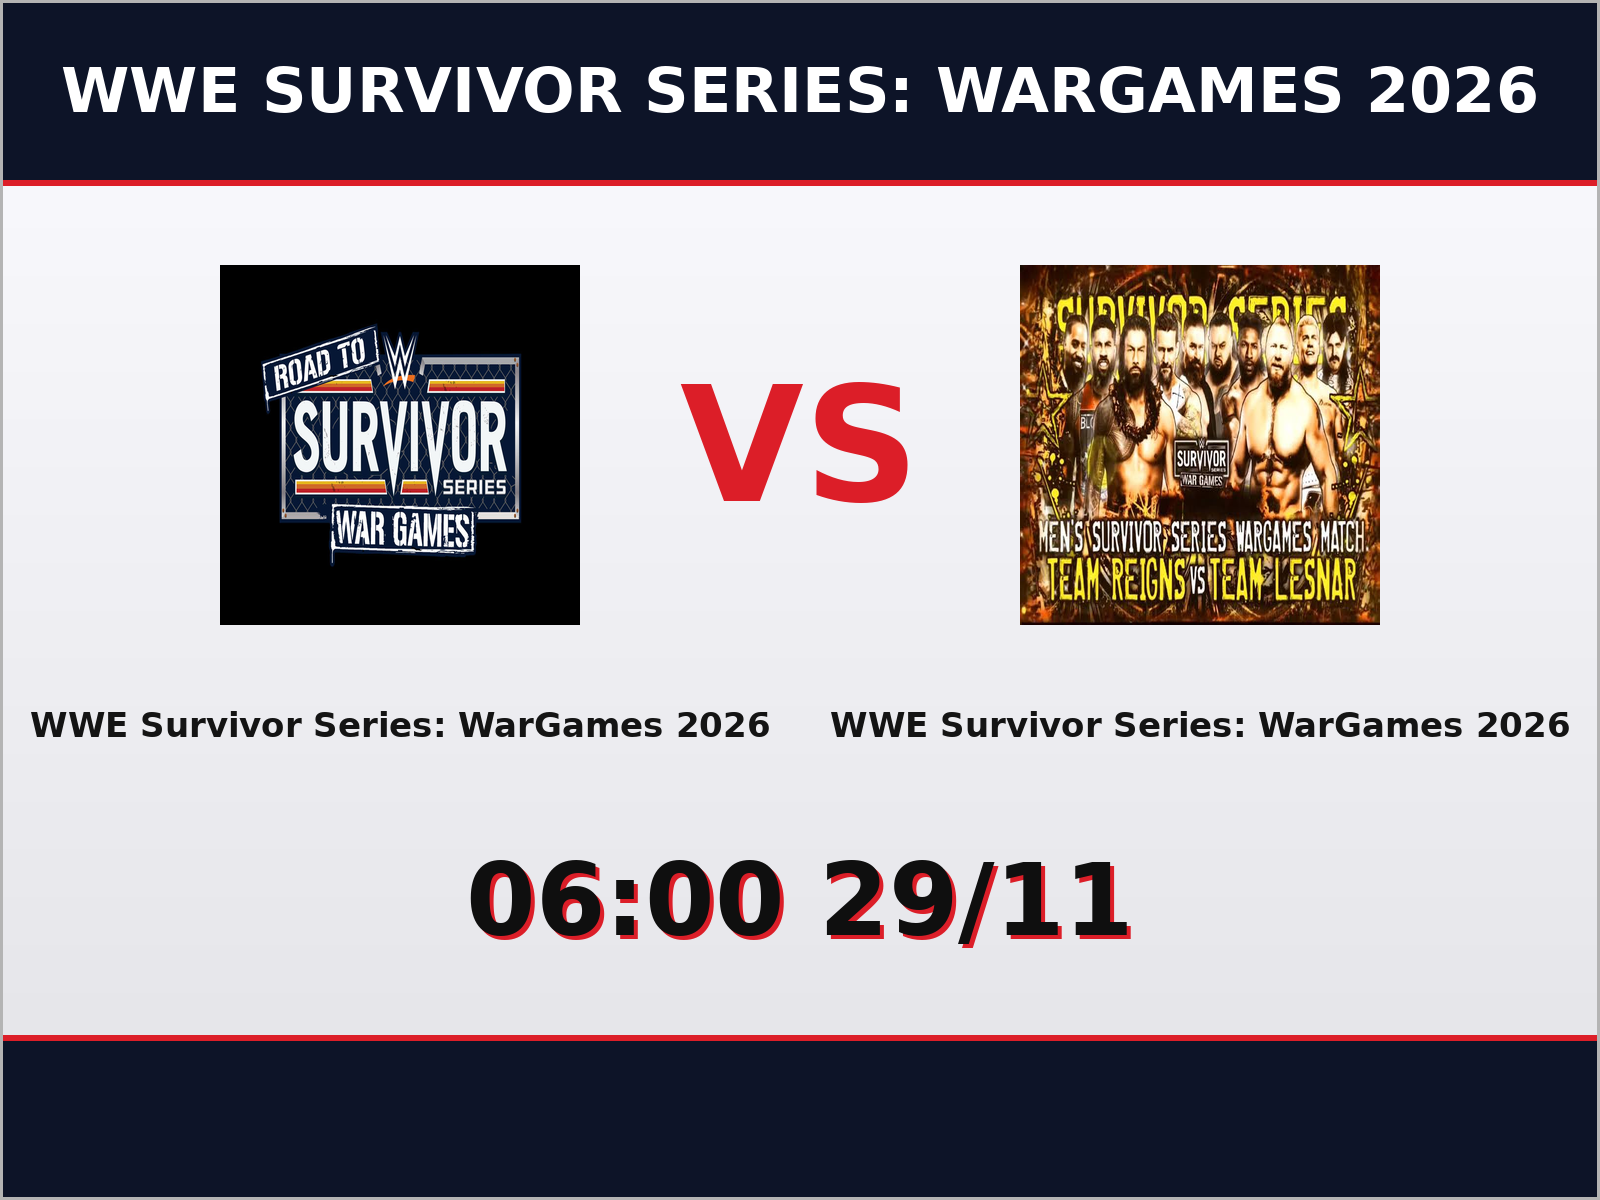 WWE SURVIVOR SERIES: WARGAMES 2026
ROAD TO
W
SURVIVOR
SERIES
WAR GAMES
VS
SURVIVOR SERIES
SURVIVOR
SERIES
WAR GAMES
MEN'S SURVIVOR SERIES WARGAMES MATCH
TEAM REIGNS VS TEAM LESNAR
WWE Survivor Series: WarGames 2026
WWE Survivor Series: WarGames 2026
06:00 29/11